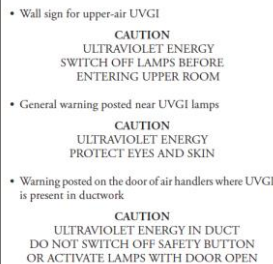 • Wall sign for upper-air UVGI
CAUTION
ULTRAVIOLET ENERGY
SWITCH OFF LAMPS BEFORE
ENTERING UPPER ROOM
• General warning posted near UVGI lamps
CAUTION
ULTRAVIOLET ENERGY
PROTECT EYES AND SKIN
• Warning posted on the door of air handlers where UVGI
is present in ductwork
CAUTION
ULTRAVIOLET ENERGY IN DUCT
DO NOT SWITCH OFF SAFETY BUTTON
OR ACTIVATE LAMPS WITH DOOR OPEN